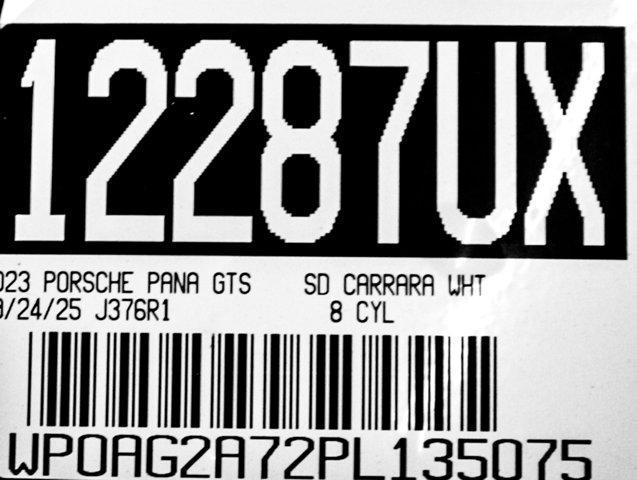 12287UX
023 PORSCHE PANA GTS SD CARRARA WHT
/24/25 J376R1 8 CYL
WP0AG2A72PL135075